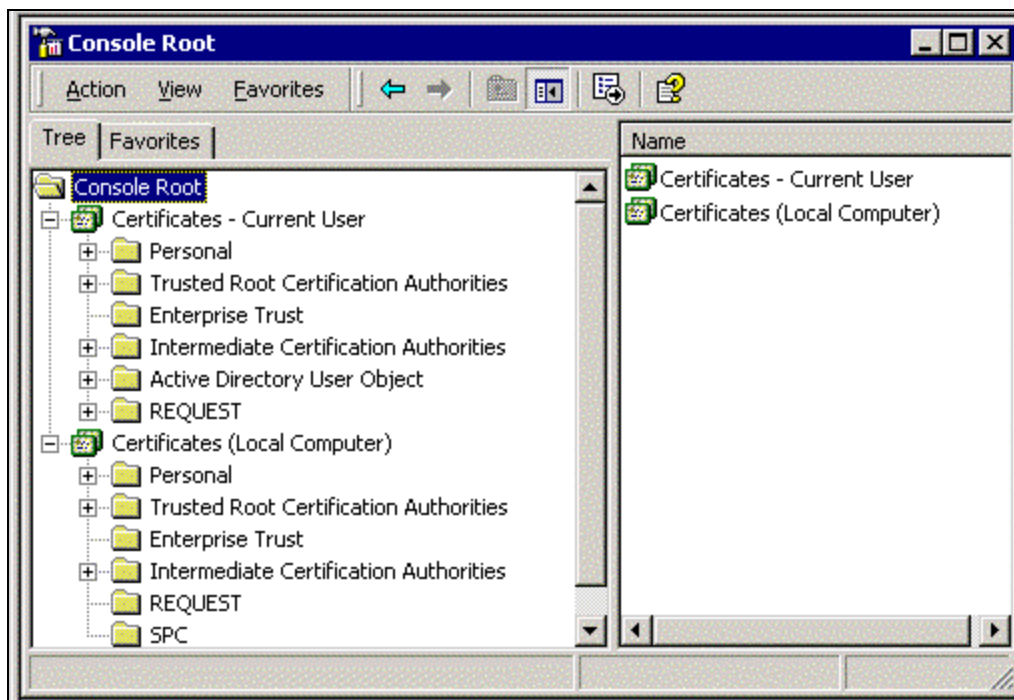 Console Root
Action View Favorites
Tree Favorites
Name
Console Root
Certificates - Current User
Personal
Trusted Root Certification Authorities
Enterprise Trust
Intermediate Certification Authorities
Active Directory User Object
REQUEST
Certificates (Local Computer)
Personal
Trusted Root Certification Authorities
Enterprise Trust
Intermediate Certification Authorities
REQUEST
SPC
Certificates - Current User
Certificates (Local Computer)